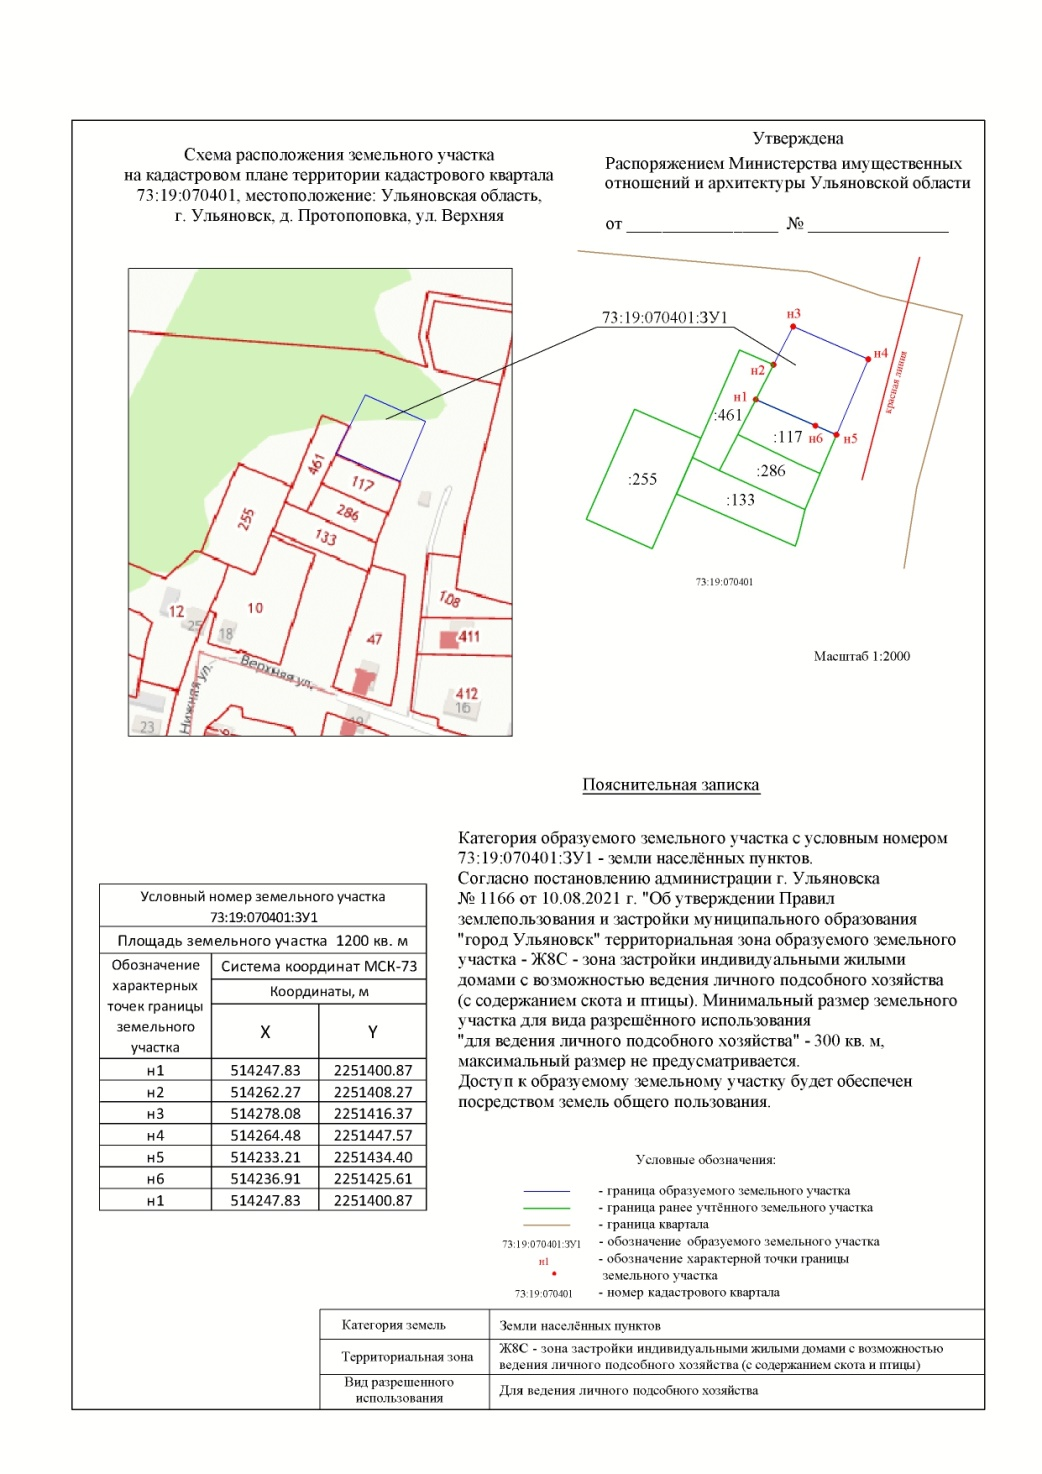 Схема расположения земельного участка
на кадастровом плане территории кадастрового квартала
73:19:070401, местоположение: Ульяновская область,
г. Ульяновск, д. Протопоповка, ул. Верхняя
Утверждена
Распоряжением Министерства имущественных
отношений и архитектуры Ульяновской области
от _________________ № ________________
461
117
286
133
255
10
12
25
18
47
108
411
412
16
19
23
Верхняя ул.
Нижняя ул.
73:19:070401:ЗУ1
н3
н4
н2
н1
н6
н5
красная линия
:461
:117
:286
:255
:133
73:19:070401
Масштаб 1:2000
Пояснительная записка
Категория образуемого земельного участка с условным номером
73:19:070401:ЗУ1 - земли населённых пунктов.
Согласно постановлению администрации г. Ульяновска
№ 1166 от 10.08.2021 г. "Об утверждении Правил
землепользования и застройки муниципального образования
"город Ульяновск" территориальная зона образуемого земельного
участка - Ж8С - зона застройки индивидуальными жилыми
домами с возможностью ведения личного подсобного хозяйства
(с содержанием скота и птицы). Минимальный размер земельного
участка для вида разрешённого использования
"для ведения личного подсобного хозяйства" - 300 кв. м,
максимальный размер не предусматривается.
Доступ к образуемому земельному участку будет обеспечен
посредством земель общего пользования.
Условный номер земельного участка
73:19:070401:ЗУ1
Площадь земельного участка 1200 кв. м
Обозначение характерных точек границы земельного участка
Система координат МСК-73
Координаты, м
X Y
н1 514247.83 2251400.87
н2 514262.27 2251408.27
н3 514278.08 2251416.37
н4 514264.48 2251447.57
н5 514233.21 2251434.40
н6 514236.91 2251425.61
н1 514247.83 2251400.87
Условные обозначения:
- граница образуемого земельного участка
- граница ранее учтённого земельного участка
- граница квартала
73:19:070401:ЗУ1 - обозначение образуемого земельного участка
н1 - обозначение характерной точки границы
земельного участка
73:19:070401 - номер кадастрового квартала
Категория земель Земли населённых пунктов
Территориальная зона Ж8С - зона застройки индивидуальными жилыми домами с возможностью
ведения личного подсобного хозяйства (с содержанием скота и птицы)
Вид разрешенного
использования Для ведения личного подсобного хозяйства